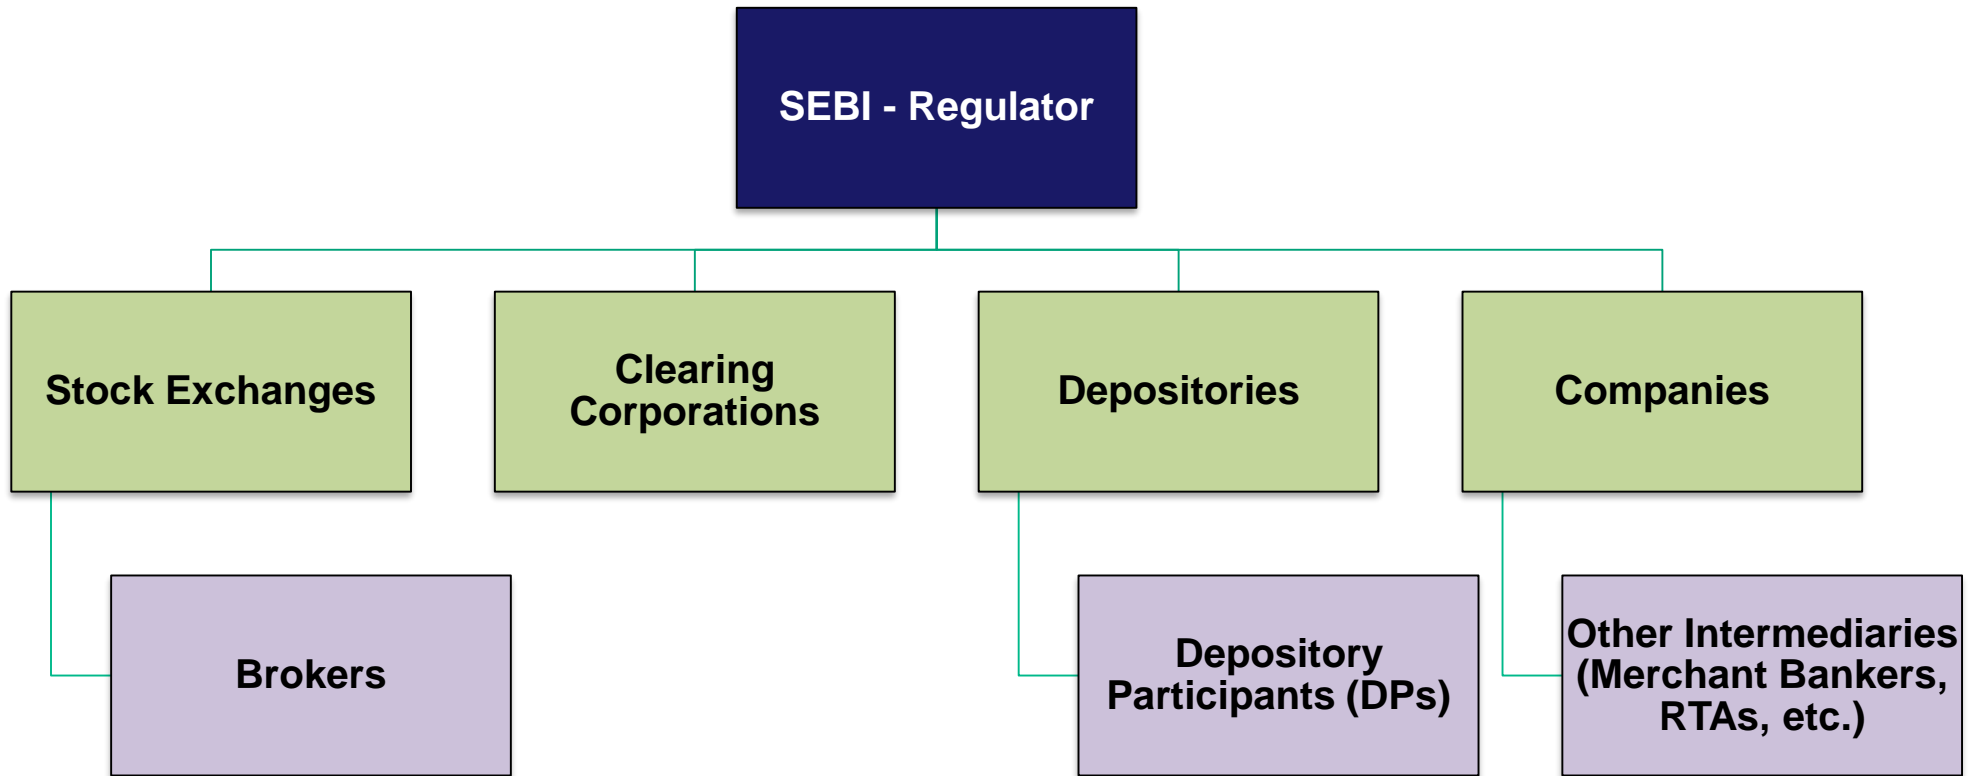 SEBI - Regulator
Stock Exchanges
Clearing
Corporations
Depositories
Companies
Brokers
Depository
Participants (DPs)
Other Intermediaries
(Merchant Bankers,
RTAs, etc.)